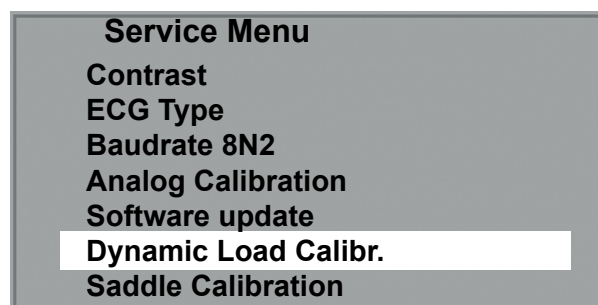 Service Menu
Contrast
ECG Type
Baudrate 8N2
Analog Calibration
Software update
Dynamic Load Calibr.
Saddle Calibration